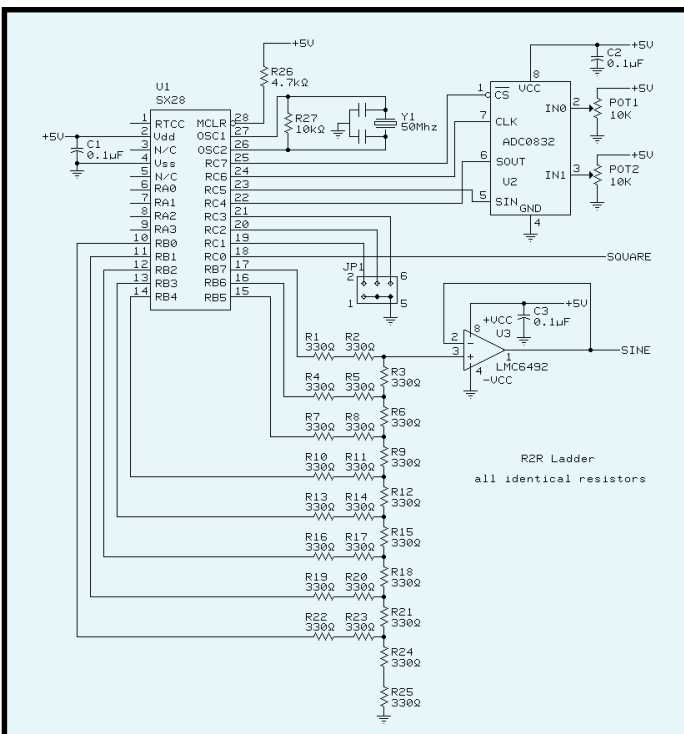 +5V
R26
4.7kΩ
U1
SX28
1 RTCC
2 Vdd
3 N/C
4 Vss
5 N/C
6 RA0
7 RA1
8 RA2
9 RA3
10 RB0
11 RB1
12 RB2
13 RB3
14 RB4
MCLR 28
OSC1 27
OSC2 26
RC7 25
RC6 24
RC5 23
RC4 22
RC3 21
RC2 20
RC1 19
RC0 18
RB7 17
RB6 16
RB5 15
+5V
C1
0.1µF
R27
10kΩ
Y1
50Mhz
+5V
C2
0.1µF
8
VCC
1 CS
7 CLK
ADC0832
6 SOUT
U2
5 SIN
GND
4
IN0 2
IN1 3
+5V
POT1
10K
+5V
POT2
10K
SQUARE
JP1
2 6
1 5
+5V
C3
0.1µF
+VCC
8
U3
2 −
3 +
1
LMC6492
4
−VCC
SINE
R1 R2
330Ω 330Ω
R3
330Ω
R4 R5
330Ω 330Ω
R6
330Ω
R7 R8
330Ω 330Ω
R9
330Ω
R10 R11
330Ω 330Ω
R12
330Ω
R13 R14
330Ω 330Ω
R15
330Ω
R16 R17
330Ω 330Ω
R18
330Ω
R19 R20
330Ω 330Ω
R21
330Ω
R22 R23
330Ω 330Ω
R24
330Ω
R25
330Ω
R2R Ladder
all identical resistors